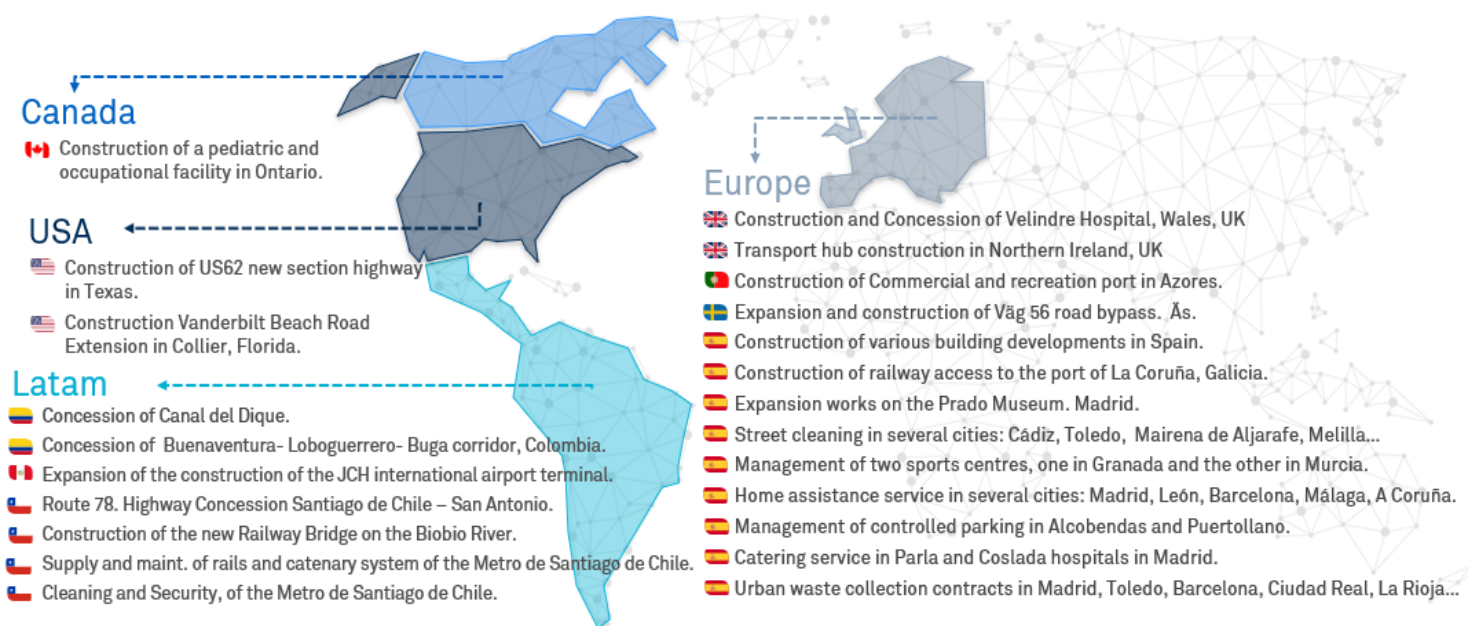 Canada
Construction of a pediatric and
occupational facility in Ontario.
USA
Construction of US62 new section highway
in Texas.
Construction Vanderbilt Beach Road
Extension in Collier, Florida.
Latam
Concession of Canal del Dique.
Concession of Buenaventura- Loboguerrero- Buga corridor, Colombia.
Expansion of the construction of the JCH international airport terminal.
Route 78. Highway Concession Santiago de Chile – San Antonio.
Construction of the new Railway Bridge on the Biobio River.
Supply and maint. of rails and catenary system of the Metro de Santiago de Chile.
Cleaning and Security, of the Metro de Santiago de Chile.
Europe
Construction and Concession of Velindre Hospital, Wales, UK
Transport hub construction in Northern Ireland, UK
Construction of Commercial and recreation port in Azores.
Expansion and construction of Väg 56 road bypass. Äs.
Construction of various building developments in Spain.
Construction of railway access to the port of La Coruña, Galicia.
Expansion works on the Prado Museum. Madrid.
Street cleaning in several cities: Cádiz, Toledo, Mairena de Aljarafe, Melilla...
Management of two sports centres, one in Granada and the other in Murcia.
Home assistance service in several cities: Madrid, León, Barcelona, Málaga, A Coruña.
Management of controlled parking in Alcobendas and Puertollano.
Catering service in Parla and Coslada hospitals in Madrid.
Urban waste collection contracts in Madrid, Toledo, Barcelona, Ciudad Real, La Rioja...